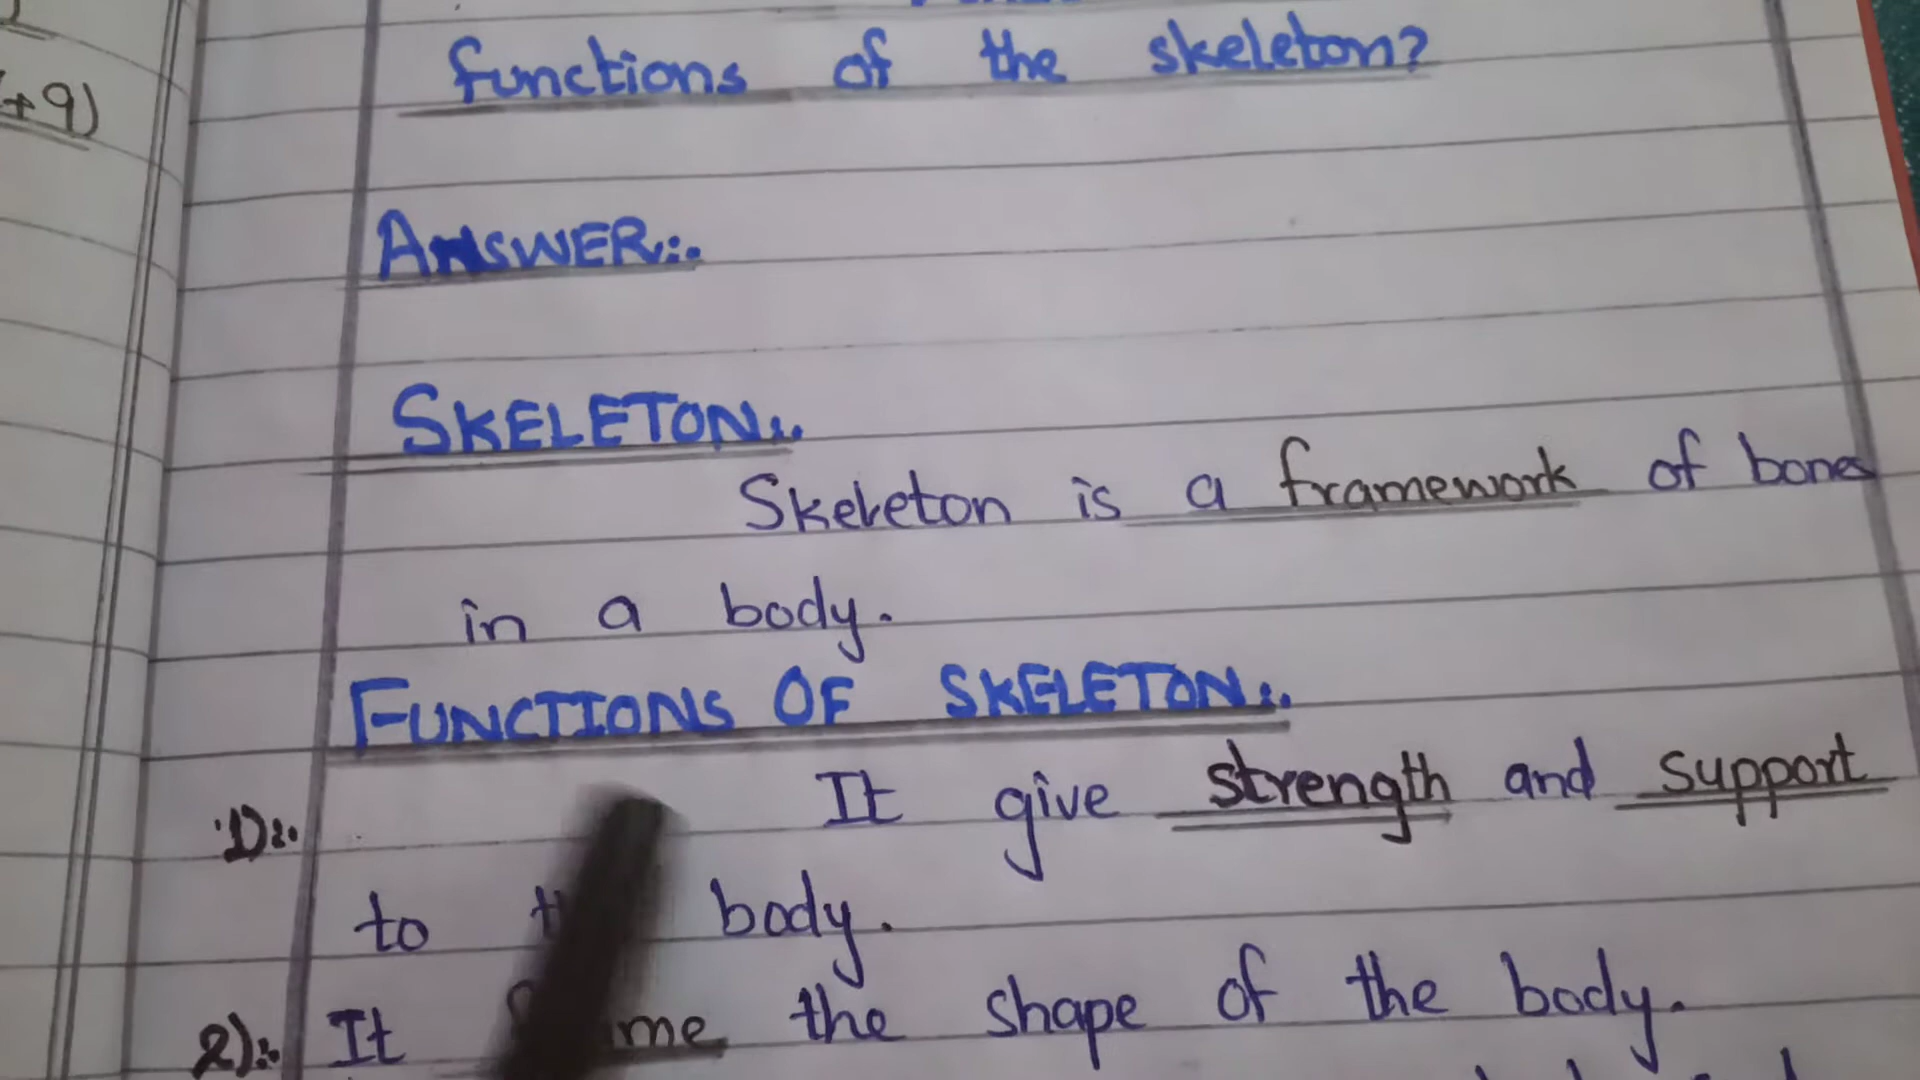 +9)
functions of the skeleton?
ANSWER:.
SKELETON:.
Skeleton is a framework of bones
in a body.
FUNCTIONS OF SKELETON:.
1):. It give strength and support
to body.
2):. It the shape of the body.